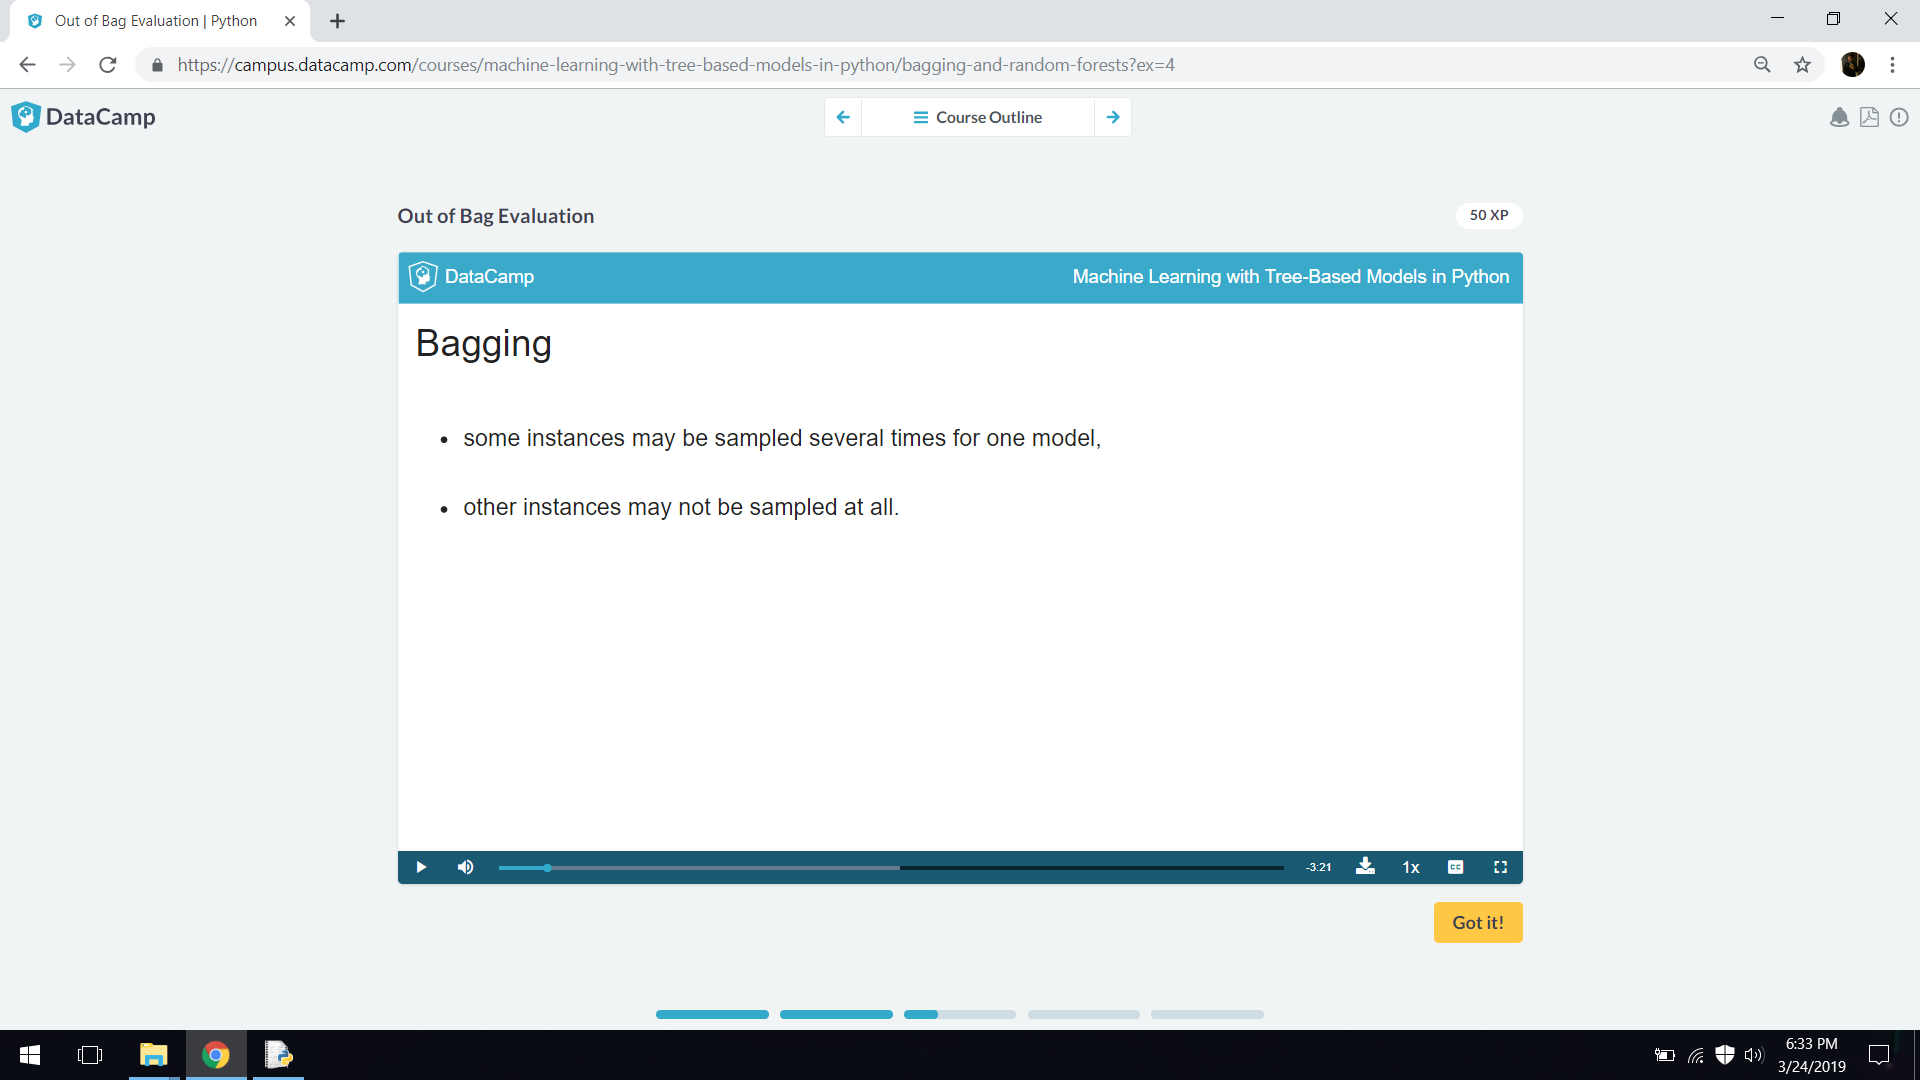 Out of Bag Evaluation | Python
https://campus.datacamp.com/courses/machine-learning-with-tree-based-models-in-python/bagging-and-random-forests?ex=4
DataCamp
Course Outline
Out of Bag Evaluation
50 XP
DataCamp
Machine Learning with Tree-Based Models in Python
Bagging
• some instances may be sampled several times for one model,
• other instances may not be sampled at all.
-3:21
1x
CC
Got it!
6:33 PM
3/24/2019